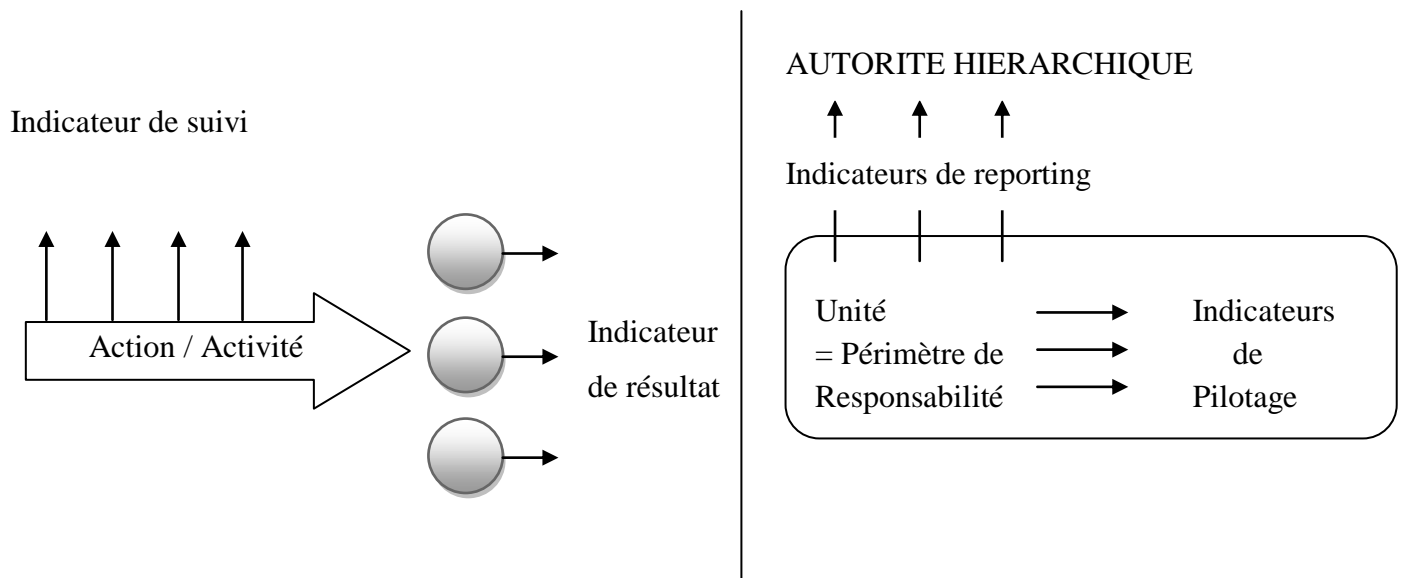 Indicateur de suivi
Action / Activité
Indicateur
de résultat
AUTORITE HIERARCHIQUE
Indicateurs de reporting
Unité
= Périmètre de
Responsabilité
Indicateurs
de
Pilotage